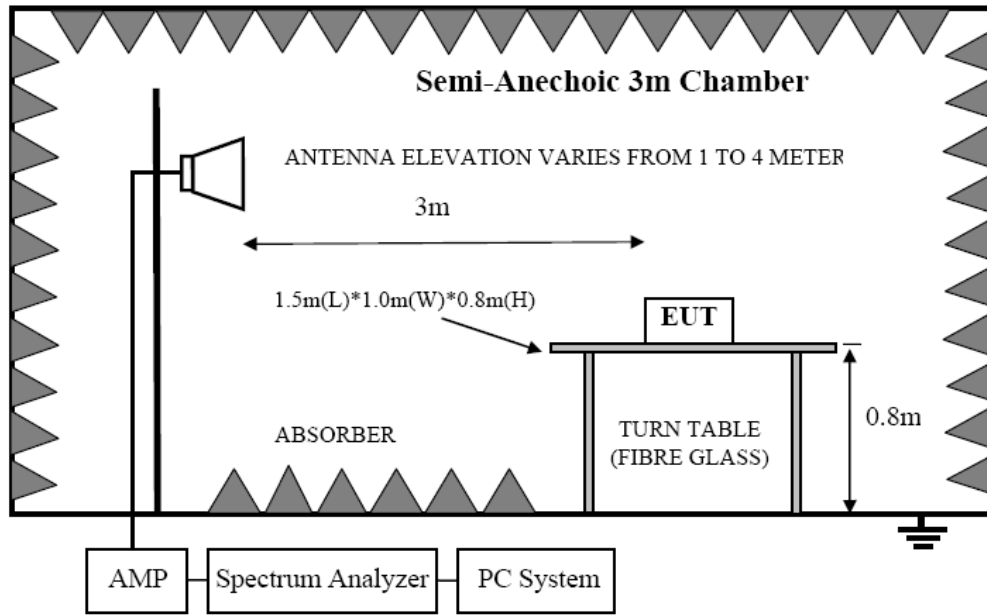 Semi-Anechoic 3m Chamber
ANTENNA ELEVATION VARIES FROM 1 TO 4 METER
3m
1.5m(L)*1.0m(W)*0.8m(H)
EUT
0.8m
ABSORBER
TURN TABLE
(FIBRE GLASS)
AMP
Spectrum Analyzer
PC System